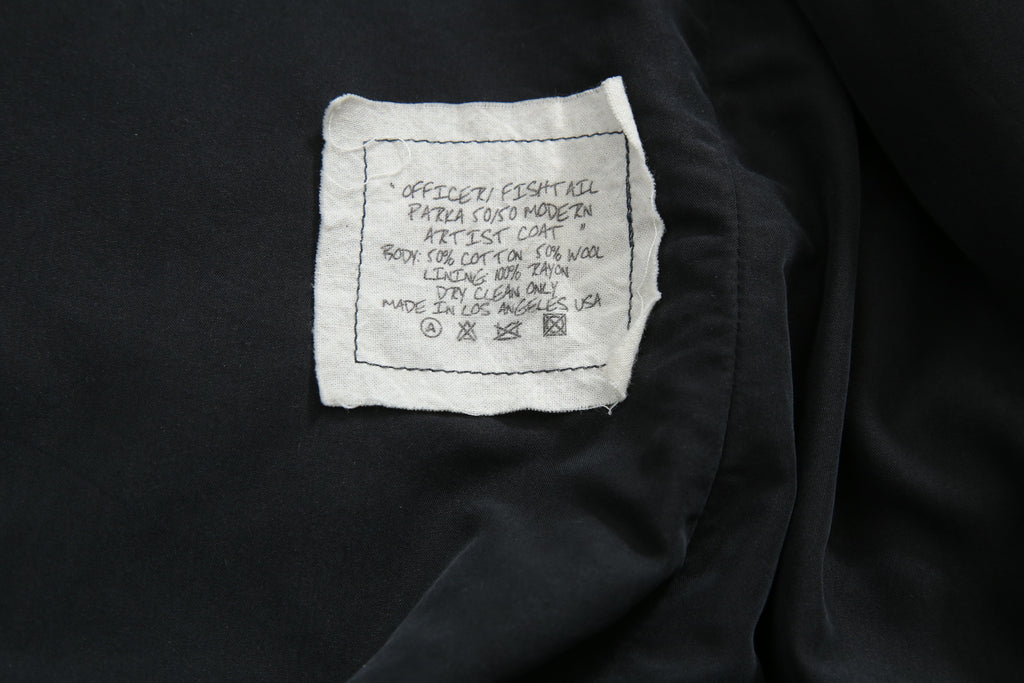 "OFFICER/ FISHTAIL
PARKA 50/50 MODERN
ARTIST COAT"
BODY: 50% COTTON 50% WOOL
LINING: 100% RAYON
DRY CLEAN ONLY
MADE IN LOS ANGELES USA
A